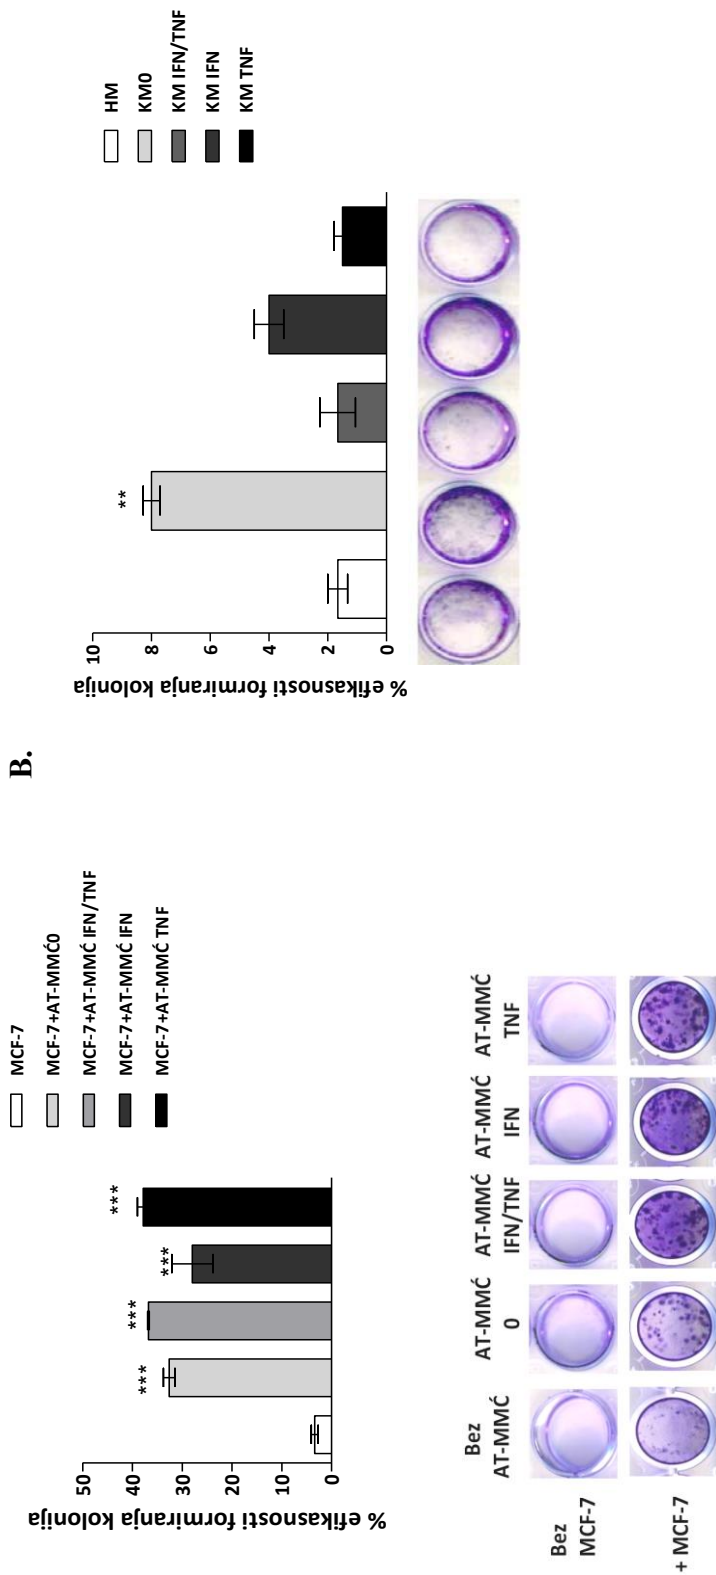 % efikasnosti formiranja kolonija
50
40
30
20
10
0
***
***
***
***
MCF-7
MCF-7+AT-MMĆ0
MCF-7+AT-MMĆ IFN/TNF
MCF-7+AT-MMĆ IFN
MCF-7+AT-MMĆ TNF
Bez
AT-MMĆ
AT-MMĆ
0
AT-MMĆ
IFN/TNF
AT-MMĆ
IFN
AT-MMĆ
TNF
Bez
MCF-7
+ MCF-7
B.
% efikasnosti formiranja kolonija
10
8
6
4
2
0
**
HM
KM0
KM IFN/TNF
KM IFN
KM TNF